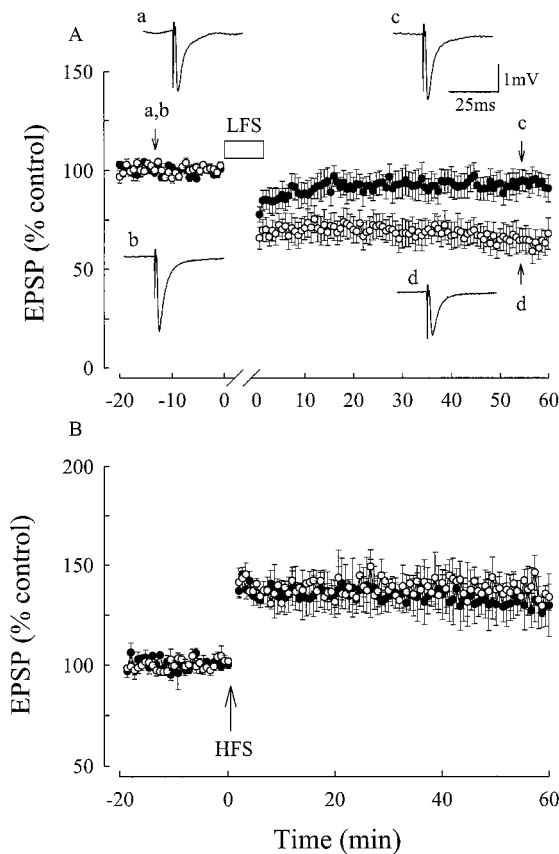 A
a
c
1mV
25ms
150
a,b
LFS
c
100
EPSP (% control)
50
b
d
d
0
-20 -10 0 0 10 20 30 40 50 60
B
200
150
EPSP (% control)
100
HFS
50
-20 0 20 40 60
Time (min)